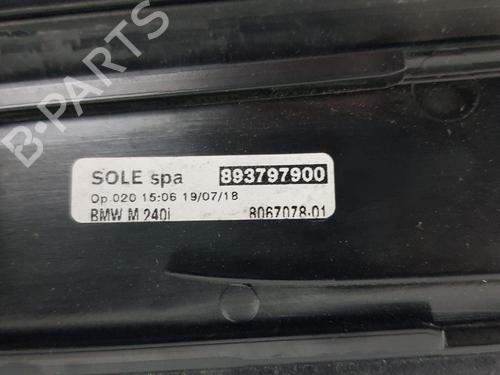 B-PARTS
SOLE spa 893797900
Op.020 15:06 19/07/18
BMW M 240i 8067078-01